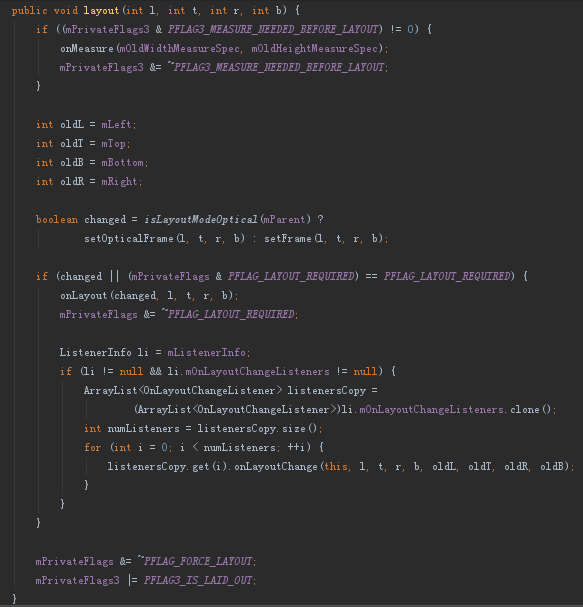 public void layout(int l, int t, int r, int b) {
    if ((mPrivateFlags3 & PFLAG3_MEASURE_NEEDED_BEFORE_LAYOUT) != 0) {
        onMeasure(mOldWidthMeasureSpec, mOldHeightMeasureSpec);
        mPrivateFlags3 &= ~PFLAG3_MEASURE_NEEDED_BEFORE_LAYOUT;
    }

    int oldL = mLeft;
    int oldT = mTop;
    int oldB = mBottom;
    int oldR = mRight;

    boolean changed = isLayoutModeOptical(mParent) ?
            setOpticalFrame(l, t, r, b) : setFrame(l, t, r, b);

    if (changed || (mPrivateFlags & PFLAG_LAYOUT_REQUIRED) == PFLAG_LAYOUT_REQUIRED) {
        onLayout(changed, l, t, r, b);
        mPrivateFlags &= ~PFLAG_LAYOUT_REQUIRED;

        ListenerInfo li = mListenerInfo;
        if (li != null && li.mOnLayoutChangeListeners != null) {
            ArrayList<OnLayoutChangeListener> listenersCopy =
                    (ArrayList<OnLayoutChangeListener>)li.mOnLayoutChangeListeners.clone();
            int numListeners = listenersCopy.size();
            for (int i = 0; i < numListeners; ++i) {
                listenersCopy.get(i).onLayoutChange(this, l, t, r, b, oldL, oldT, oldR, oldB);
            }
        }
    }

    mPrivateFlags &= ~PFLAG_FORCE_LAYOUT;
    mPrivateFlags3 |= PFLAG3_IS_LAID_OUT;
}